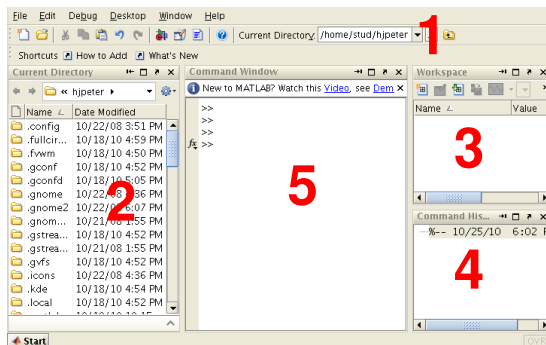 File Edit Debug Desktop Window Help
Current Directory: /home/stud/hjpeter
1
Shortcuts How to Add What's New
Current Directory
« hjpeter
Name Date Modified
.config 10/22/08 3:51 PM
.fullcir... 10/18/10 4:59 PM
.fvwm 10/18/10 4:50 PM
.gconf 10/18/10 4:52 PM
.gconfd 10/18/10 5:05 PM
.gnome 10/22/08 4:36 PM
.gnome2 10/22/08 6:07 PM
.gnom... 10/21/08 1:55 PM
.gstrea... 10/18/10 4:52 PM
.gstrea... 10/21/08 1:55 PM
.gvfs 10/18/10 4:52 PM
.icons 10/22/08 4:36 PM
.kde 10/18/10 4:54 PM
.local 10/18/10 4:52 PM
2
Command Window
New to MATLAB? Watch this Video, see Dem
>>
>>
>>
fx >>
5
Workspace
Name Value
3
Command His...
%-- 10/25/10 6:02
4
Start
OVR